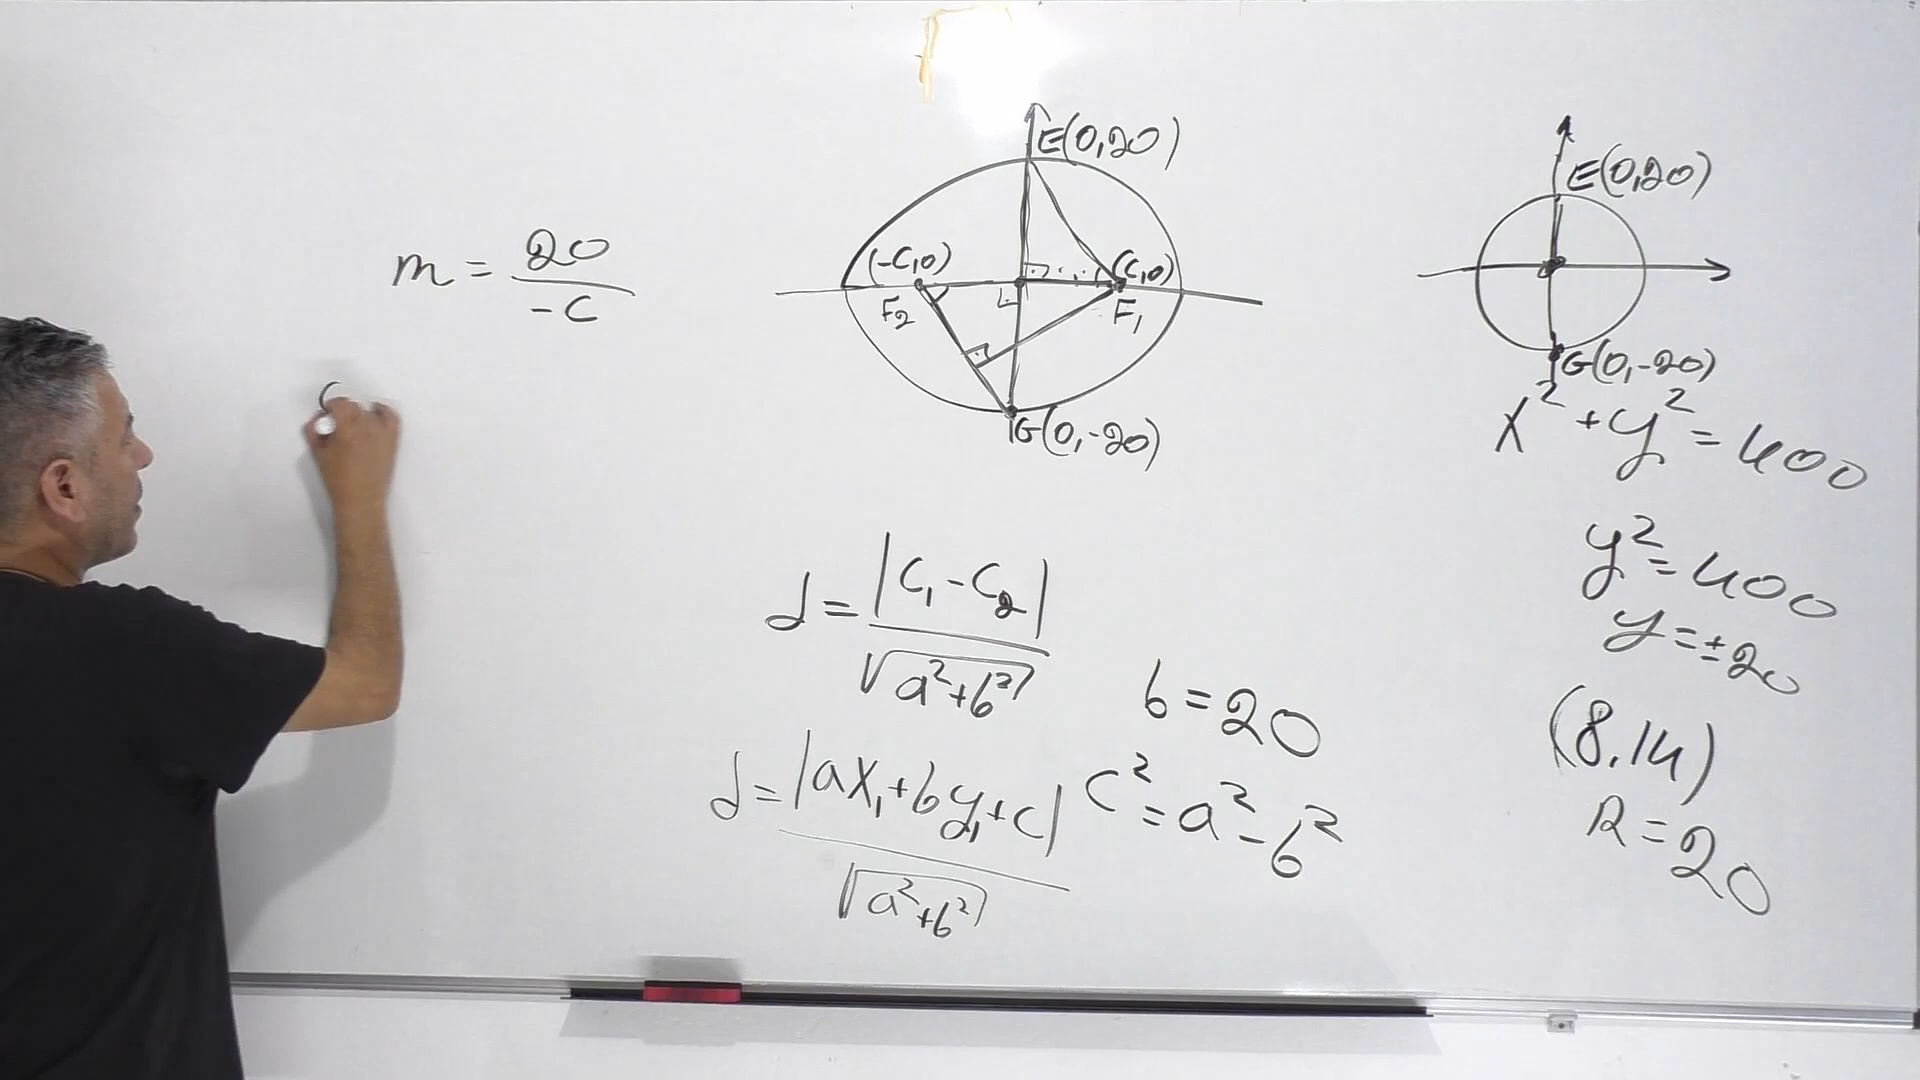 m = 20 / -c
E(0,20)
(-c,0)
(c,0)
F2
F1
G(0,-20)
d = |c1 - c2| / √(a²+b²)
d = |ax1 + by1 + c| / √(a²+b²)
b = 20
c² = a² - b²
E(0,20)
G(0,-20)
x² + y² = 400
y² = 400
y = ±20
(8,14)
R = 20